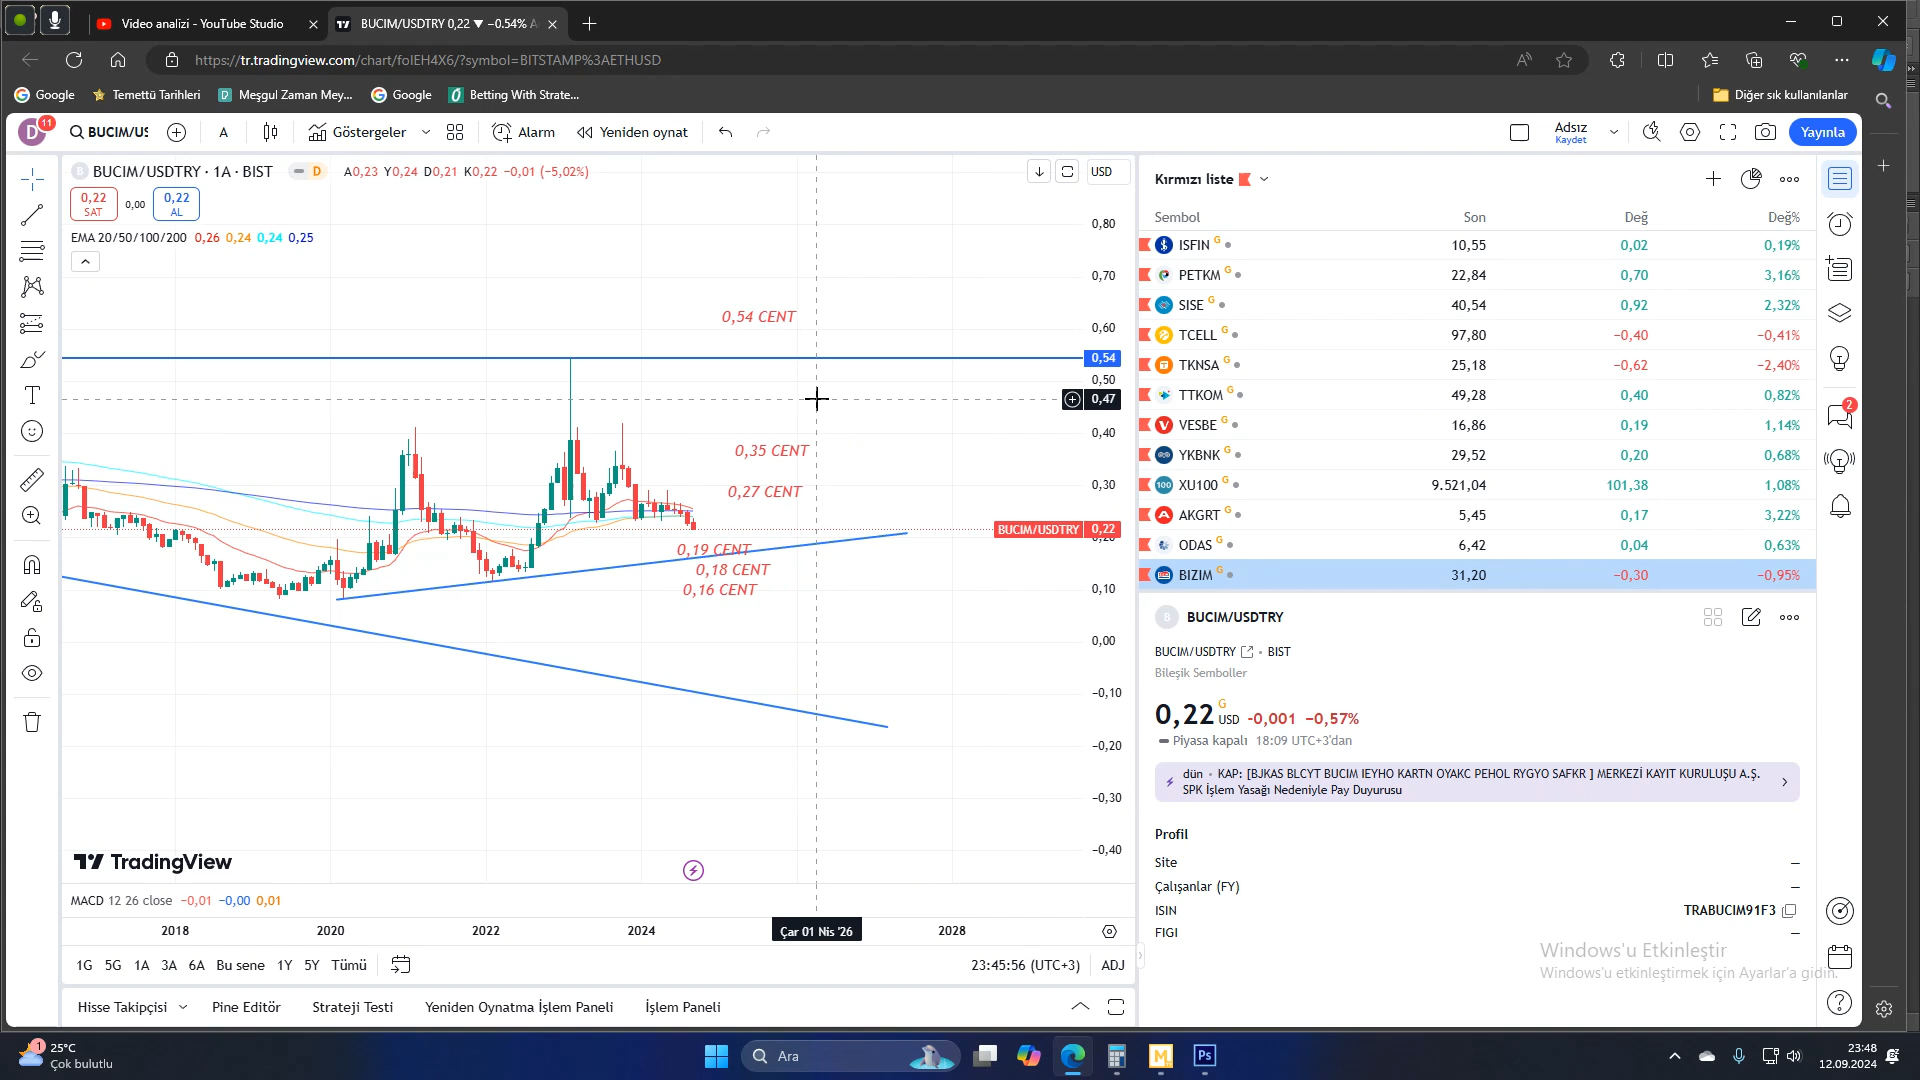 Video analizi - YouTube Studio
BUCIM/USDTRY 0,22 ▼ −0.54% A
https://tr.tradingview.com/chart/folEH4X6/?symbol=BITSTAMP%3AETHUSD
Google
Temettü Tarihleri
Meşgul Zaman Mey...
Google
Betting With Strate...
Diğer sık kullanılanlar
D 11
BUCIM/US
A
Göstergeler
Alarm
Yeniden oynat
Adsız
Kaydet
Yayınla
BUCIM/USDTRY · 1A · BIST
D
A0,23 Y0,24 D0,21 K0,22 −0,01 (−5,02%)
USD
0,22
SAT
0,00
0,22
AL
EMA 20/50/100/200 0,26 0,24 0,24 0,25
0,80
0,70
0,60
0,54
0,50
0,47
0,40
0,30
BUCIM/USDTRY 0,22
0,20
0,10
0,00
−0,10
−0,20
−0,30
−0,40
0,54 CENT
0,35 CENT
0,27 CENT
0,19 CENT
0,18 CENT
0,16 CENT
TradingView
MACD 12 26 close −0,01 −0,00 0,01
2018
2020
2022
2024
Çar 01 Nis '26
2028
1G 5G 1A 3A 6A Bu sene 1Y 5Y Tümü
23:45:56 (UTC+3)
ADJ
Hisse Takipçisi
Pine Editör
Strateji Testi
Yeniden Oynatma İşlem Paneli
İşlem Paneli
Kırmızı liste
Sembol Son Değ Değ%
ISFIN G 10,55 0,02 0,19%
PETKM G 22,84 0,70 3,16%
SISE G 40,54 0,92 2,32%
TCELL G 97,80 −0,40 −0,41%
TKNSA G 25,18 −0,62 −2,40%
TTKOM G 49,28 0,40 0,82%
VESBE G 16,86 0,19 1,14%
YKBNK G 29,52 0,20 0,68%
100 XU100 G 9.521,04 101,38 1,08%
AKGRT G 5,45 0,17 3,22%
ODAS G 6,42 0,04 0,63%
BIZIM G 31,20 −0,30 −0,95%
2
B BUCIM/USDTRY
BUCIM/USDTRY • BIST
Bileşik Semboller
0,22 G USD −0,001 −0,57%
Piyasa kapalı 18:09 UTC+3'dan
dün • KAP: [BJKAS BLCYT BUCIM IEYHO KARTN OYAKC PEHOL RYGYO SAFKR ] MERKEZİ KAYIT KURULUŞU A.Ş.
SPK İşlem Yasağı Nedeniyle Pay Duyurusu
Profil
Site –
Çalışanlar (FY) –
ISIN TRABUCIM91F3
FIGI –
Windows'u Etkinleştir
Windows'u etkinleştirmek için Ayarlar'a gidin.
1
25°C
Çok bulutlu
Ara
M
Ps
23:48
12.09.2024